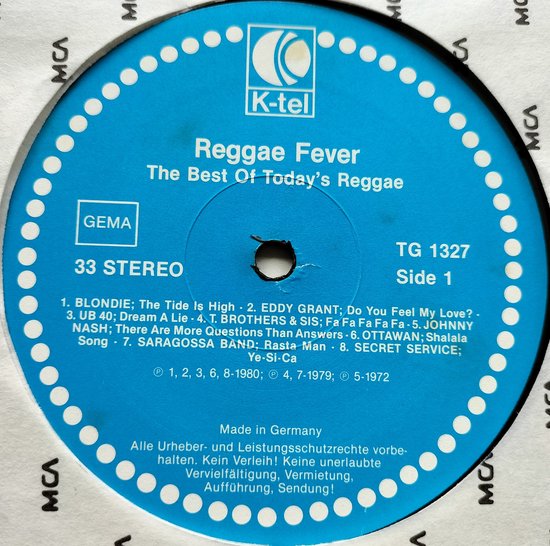 K-tel
Reggae Fever
The Best Of Today's Reggae
GEMA
TG 1327
33 STEREO
Side 1
1. BLONDIE; The Tide Is High - 2. EDDY GRANT; Do You Feel My Love? -
3. UB 40; Dream A Lie - 4. T. BROTHERS & SIS; Fa Fa Fa Fa Fa - 5. JOHNNY
NASH; There Are More Questions Than Answers - 6. OTTAWAN; Shalala
Song - 7. SARAGOSSA BAND; Rasta Man - 8. SECRET SERVICE;
Ye-Si-Ca
℗ 1, 2, 3, 6, 8-1980; ℗ 4, 7-1979; ℗ 5-1972
Made in Germany
Alle Urheber- und Leistungsschutzrechte vorbe-
halten. Kein Verleih! Keine unerlaubte
Vervielfältigung, Vermietung,
Aufführung, Sendung!
MCA
MCA
MCA
MCA
MCA
MCA
MCA
MCA